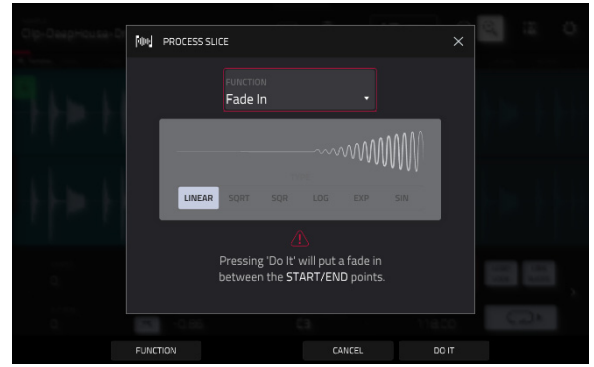 PROCESS SLICE
FUNCTION
Fade In
LINEAR SQRT SQR LOG EXP SIN
Pressing 'Do It' will put a fade in
between the START/END points.
FUNCTION CANCEL DO IT